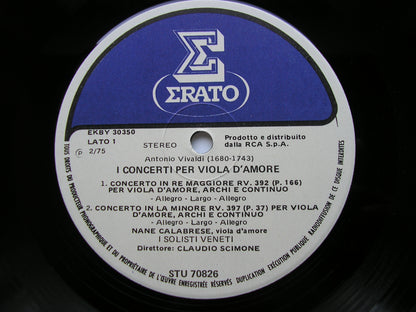 ERATO
EKBY 30350
LATO 1
℗ 2/75
STEREO
Prodotto e distribuito
dalla RCA S.p.A.
Antonio Vivaldi (1680-1743)
I CONCERTI PER VIOLA D'AMORE
1. CONCERTO IN RE MAGGIORE RV. 392 (P. 166)
PER VIOLA D'AMORE, ARCHI E CONTINUO
-Allegro - Largo - Allegro
2. CONCERTO IN LA MINORE RV. 397 (P. 37) PER VIOLA
D'AMORE, ARCHI E CONTINUO
-Allegro - Largo - Allegro
NANE CALABRESE, viola d'amore
I SOLISTI VENETI
Direttore: CLAUDIO SCIMONE
STU 70826
TOUS DROITS DU PRODUCTEUR PHONOGRAPHIQUE ET DU PROPRIÉTAIRE DE L'ŒUVRE ENREGISTRÉE RÉSERVÉS DUPLICATION EXÉCUTION PUBLIQUE RADIODIFFUSION DE CE DISQUE INTERDITES